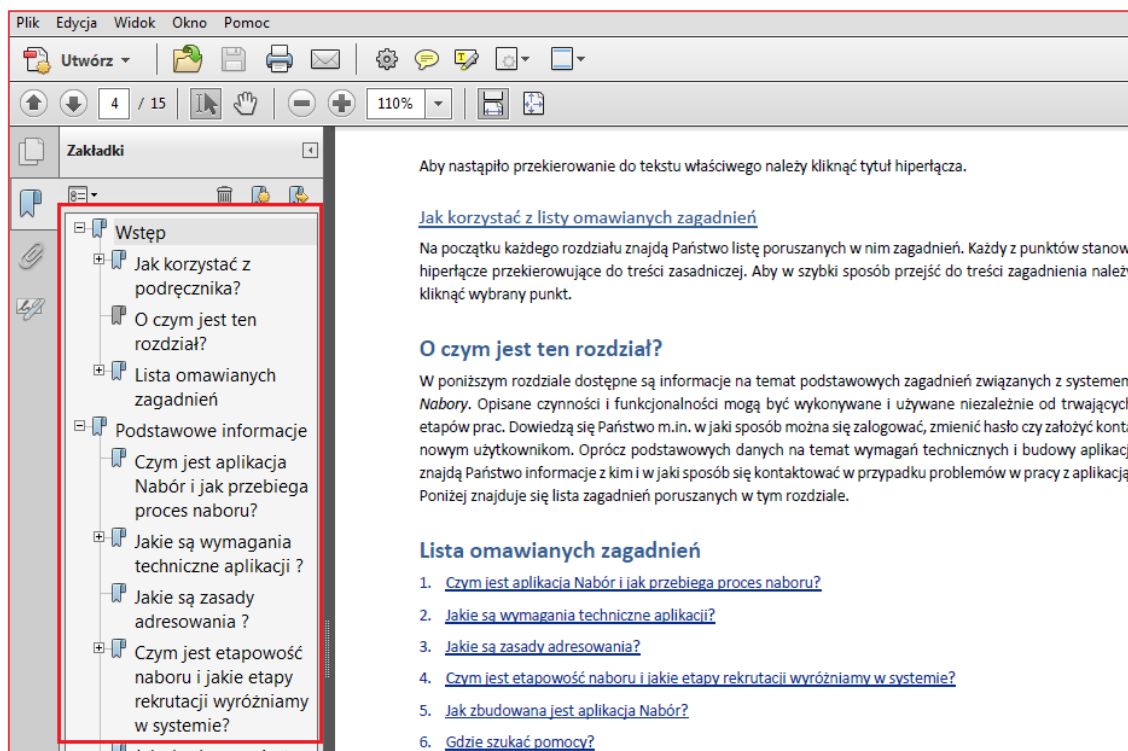 Plik Edycja Widok Okno Pomoc
Utwórz
4 / 15 110%
Zakładki
Wstęp
Jak korzystać z
podręcznika?
O czym jest ten
rozdział?
Lista omawianych
zagadnień
Podstawowe informacje
Czym jest aplikacja
Nabór i jak przebiega
proces naboru?
Jakie są wymagania
techniczne aplikacji ?
Jakie są zasady
adresowania ?
Czym jest etapowość
naboru i jakie etapy
rekrutacji wyróżniamy
w systemie?
Aby nastąpiło przekierowanie do tekstu właściwego należy kliknąć tytuł hiperłącza.
Jak korzystać z listy omawianych zagadnień
Na początku każdego rozdziału znajdą Państwo listę poruszanych w nim zagadnień. Każdy z punktów stanow
hiperłącze przekierowujące do treści zasadniczej. Aby w szybki sposób przejść do treści zagadnienia należy
kliknąć wybrany punkt.
O czym jest ten rozdział?
W poniższym rozdziale dostępne są informacje na temat podstawowych zagadnień związanych z systemem
Nabory. Opisane czynności i funkcjonalności mogą być wykonywane i używane niezależnie od trwających
etapów prac. Dowiedzą się Państwo m.in. w jaki sposób można się zalogować, zmienić hasło czy założyć konta
nowym użytkownikom. Oprócz podstawowych danych na temat wymagań technicznych i budowy aplikacj
znajdą Państwo informacje z kim i w jaki sposób się kontaktować w przypadku problemów w pracy z aplikacją
Poniżej znajduje się lista zagadnień poruszanych w tym rozdziale.
Lista omawianych zagadnień
1. Czym jest aplikacja Nabór i jak przebiega proces naboru?
2. Jakie są wymagania techniczne aplikacji?
3. Jakie są zasady adresowania?
4. Czym jest etapowość naboru i jakie etapy rekrutacji wyróżniamy w systemie?
5. Jak zbudowana jest aplikacja Nabór?
6. Gdzie szukać pomocy?